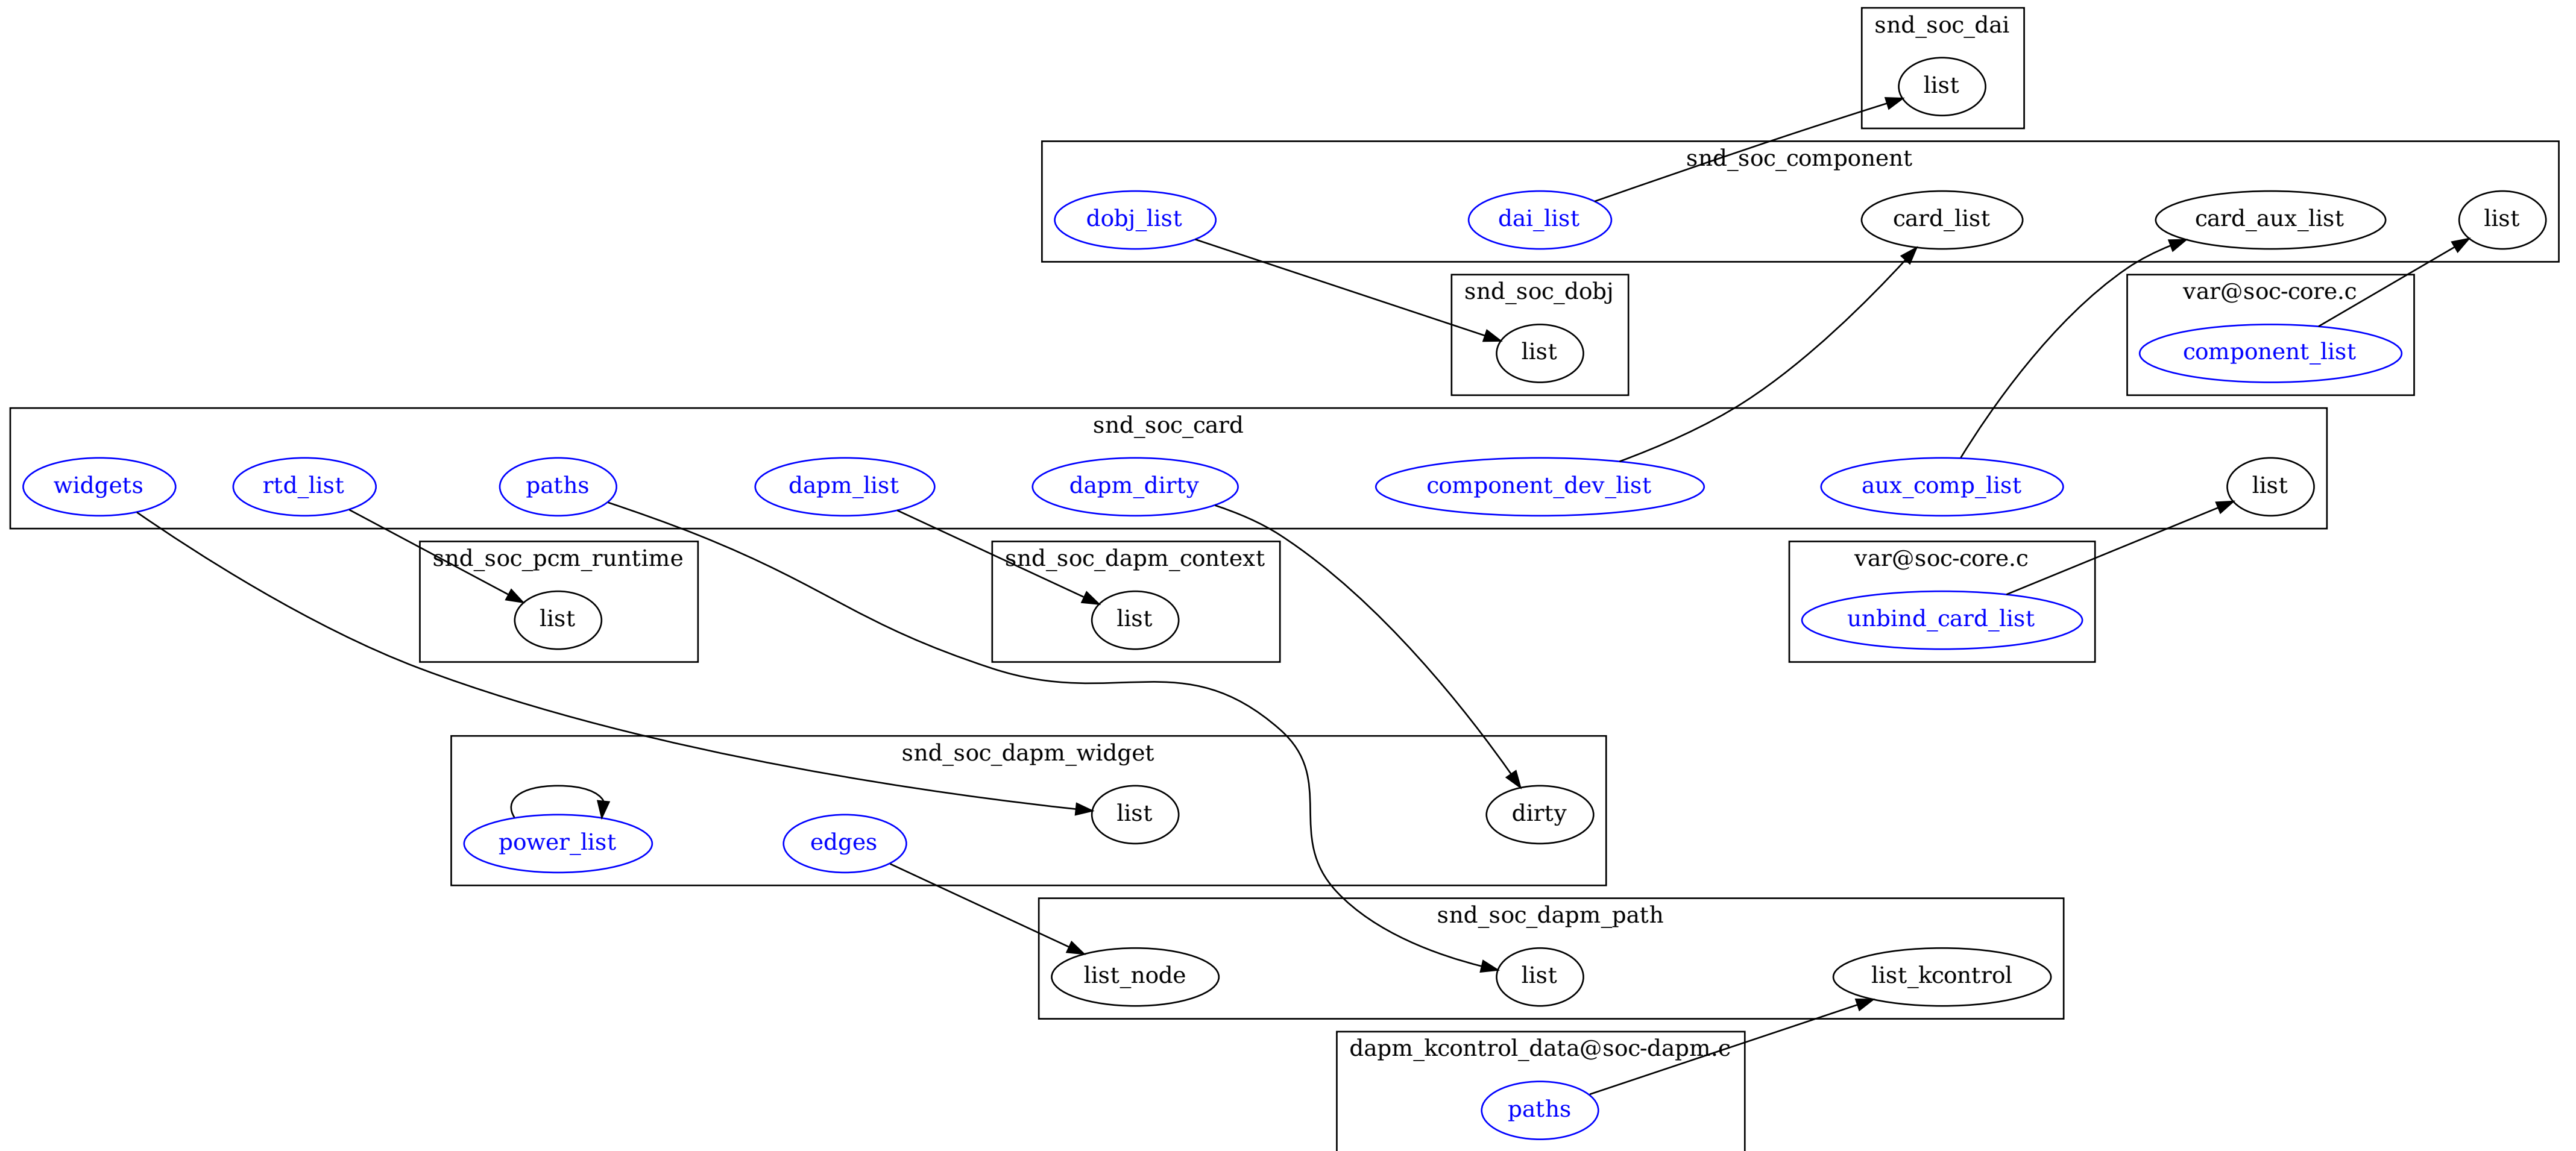 snd_soc_dai
list
snd_soc_component
dobj_list
dai_list
card_list
card_aux_list
list
snd_soc_dobj
list
var@soc-core.c
component_list
snd_soc_card
widgets
rtd_list
paths
dapm_list
dapm_dirty
component_dev_list
aux_comp_list
list
snd_soc_pcm_runtime
list
snd_soc_dapm_context
list
var@soc-core.c
unbind_card_list
snd_soc_dapm_widget
power_list
edges
list
dirty
snd_soc_dapm_path
list_node
list
list_kcontrol
dapm_kcontrol_data@soc-dapm.c
paths